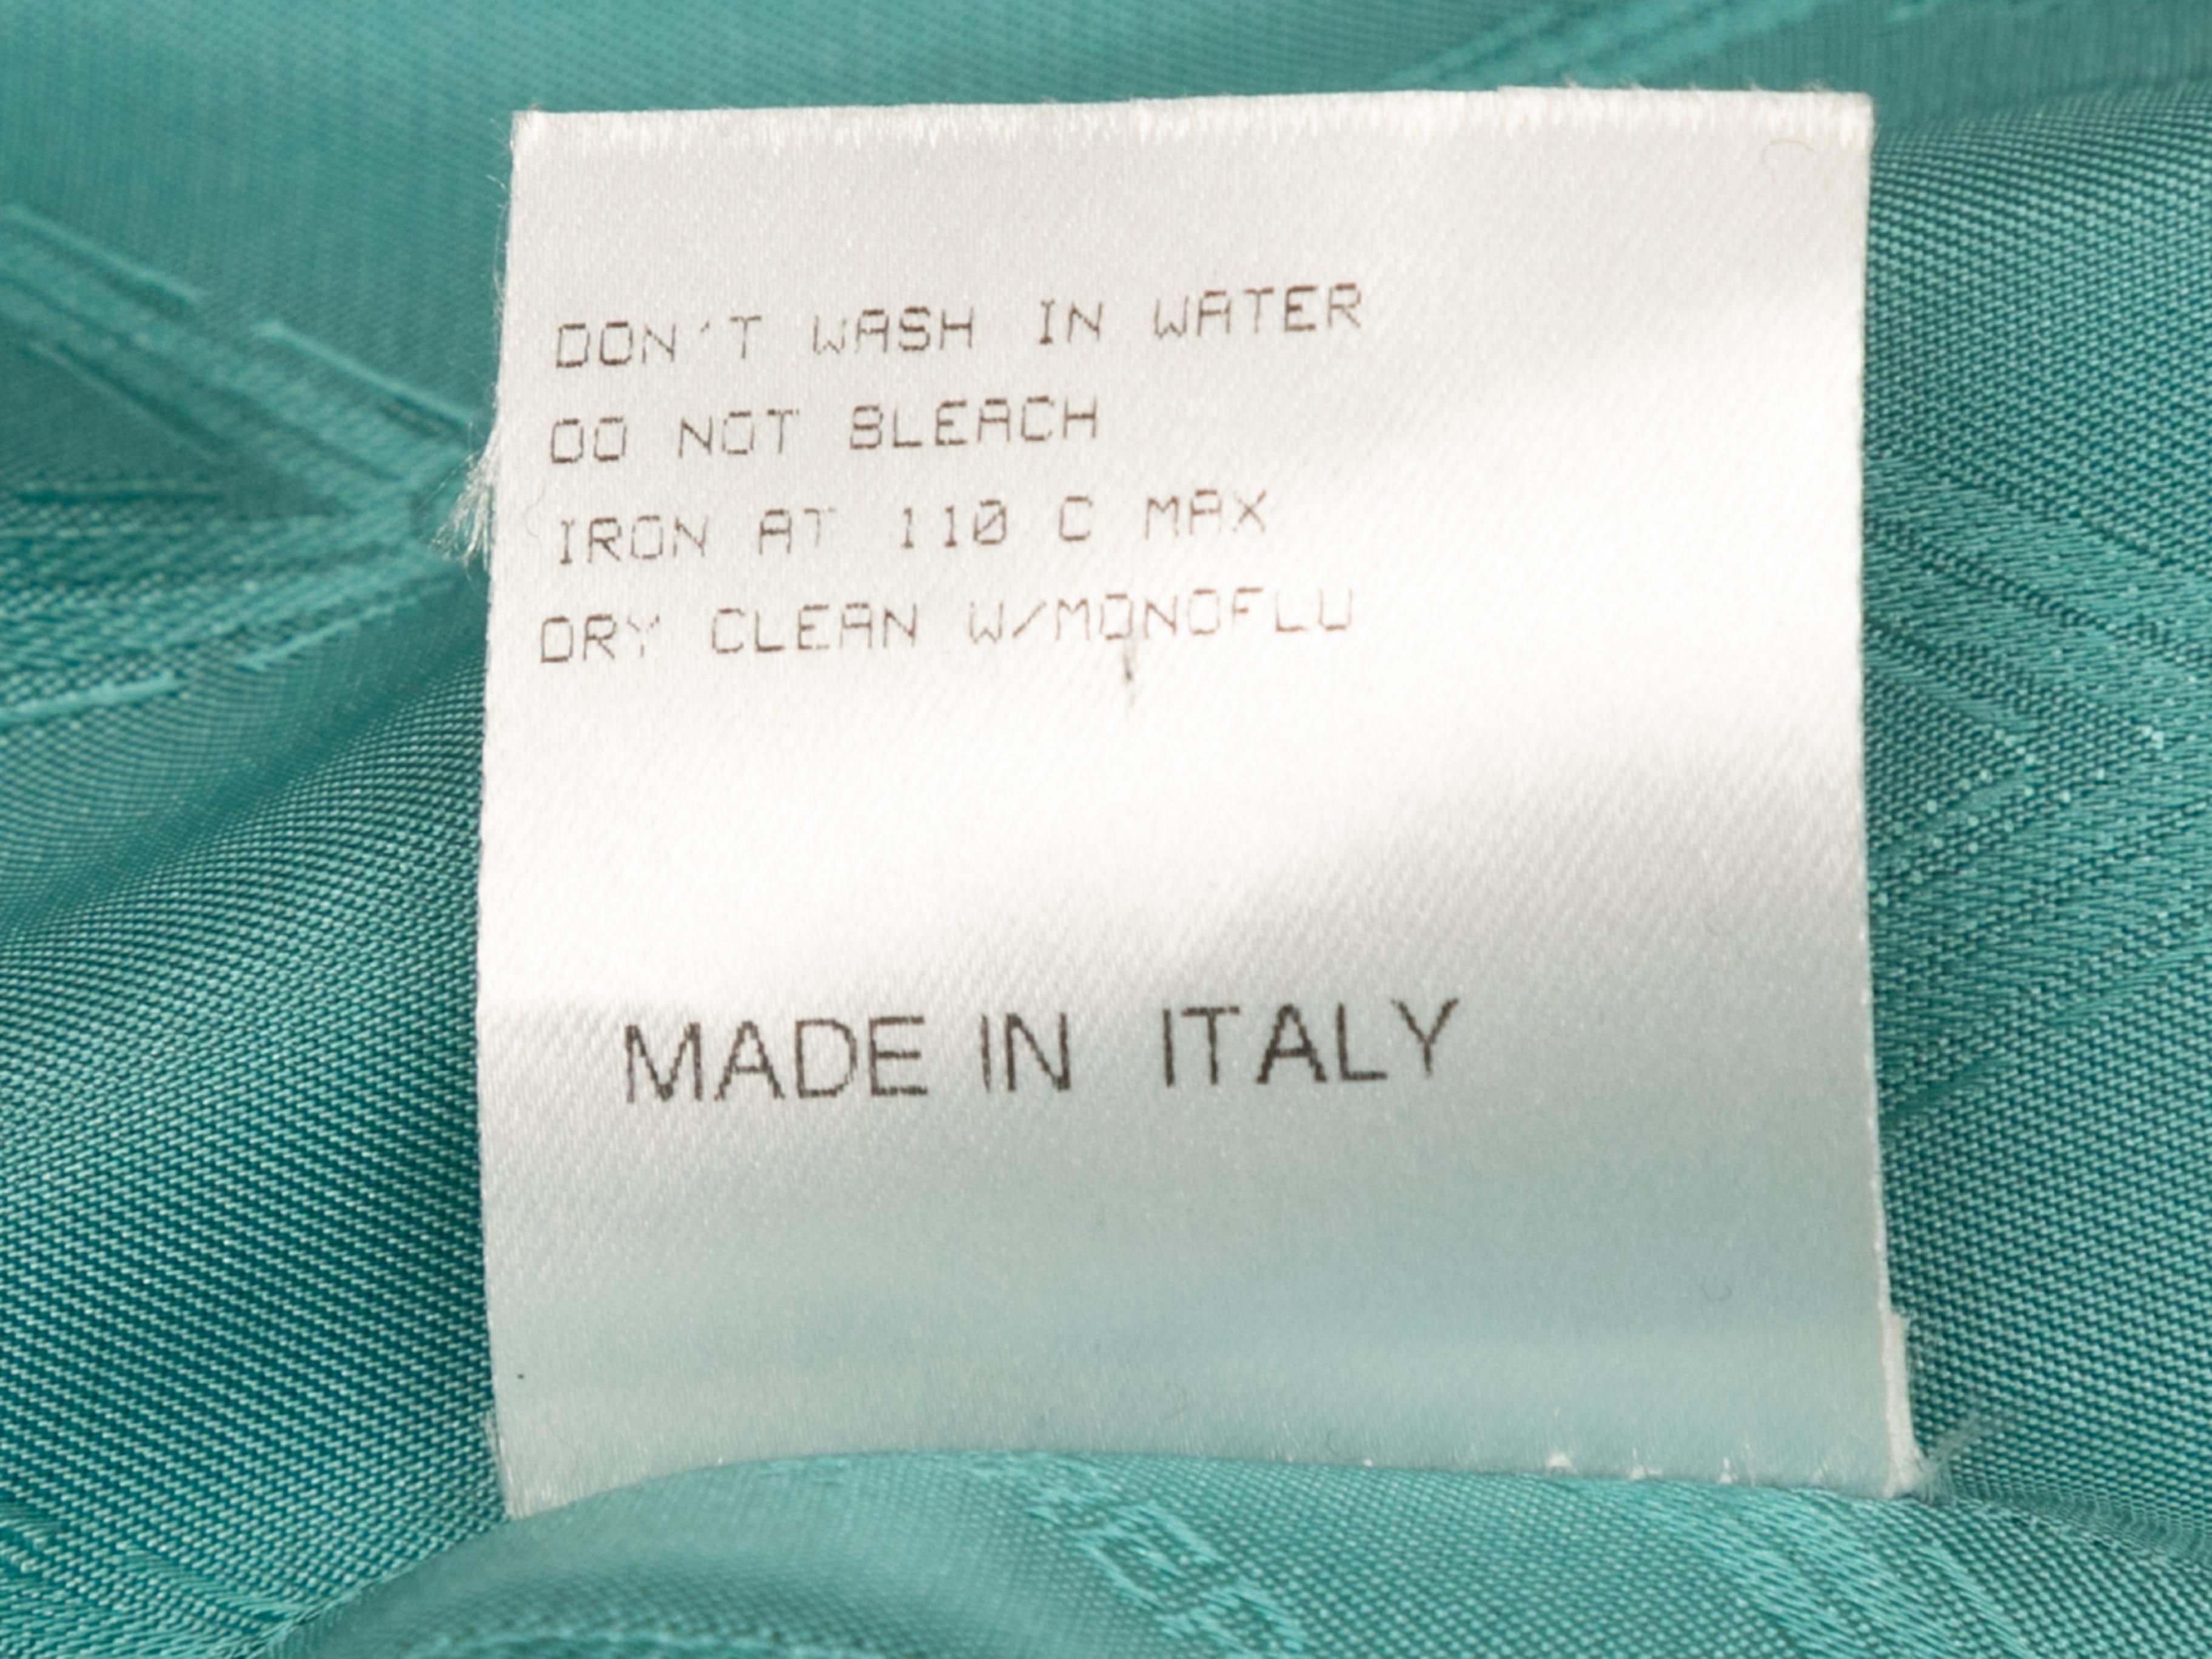 DON'T WASH IN WATER
DO NOT BLEACH
IRON AT 110 C MAX
DRY CLEAN W/MONOFLU
MADE IN ITALY